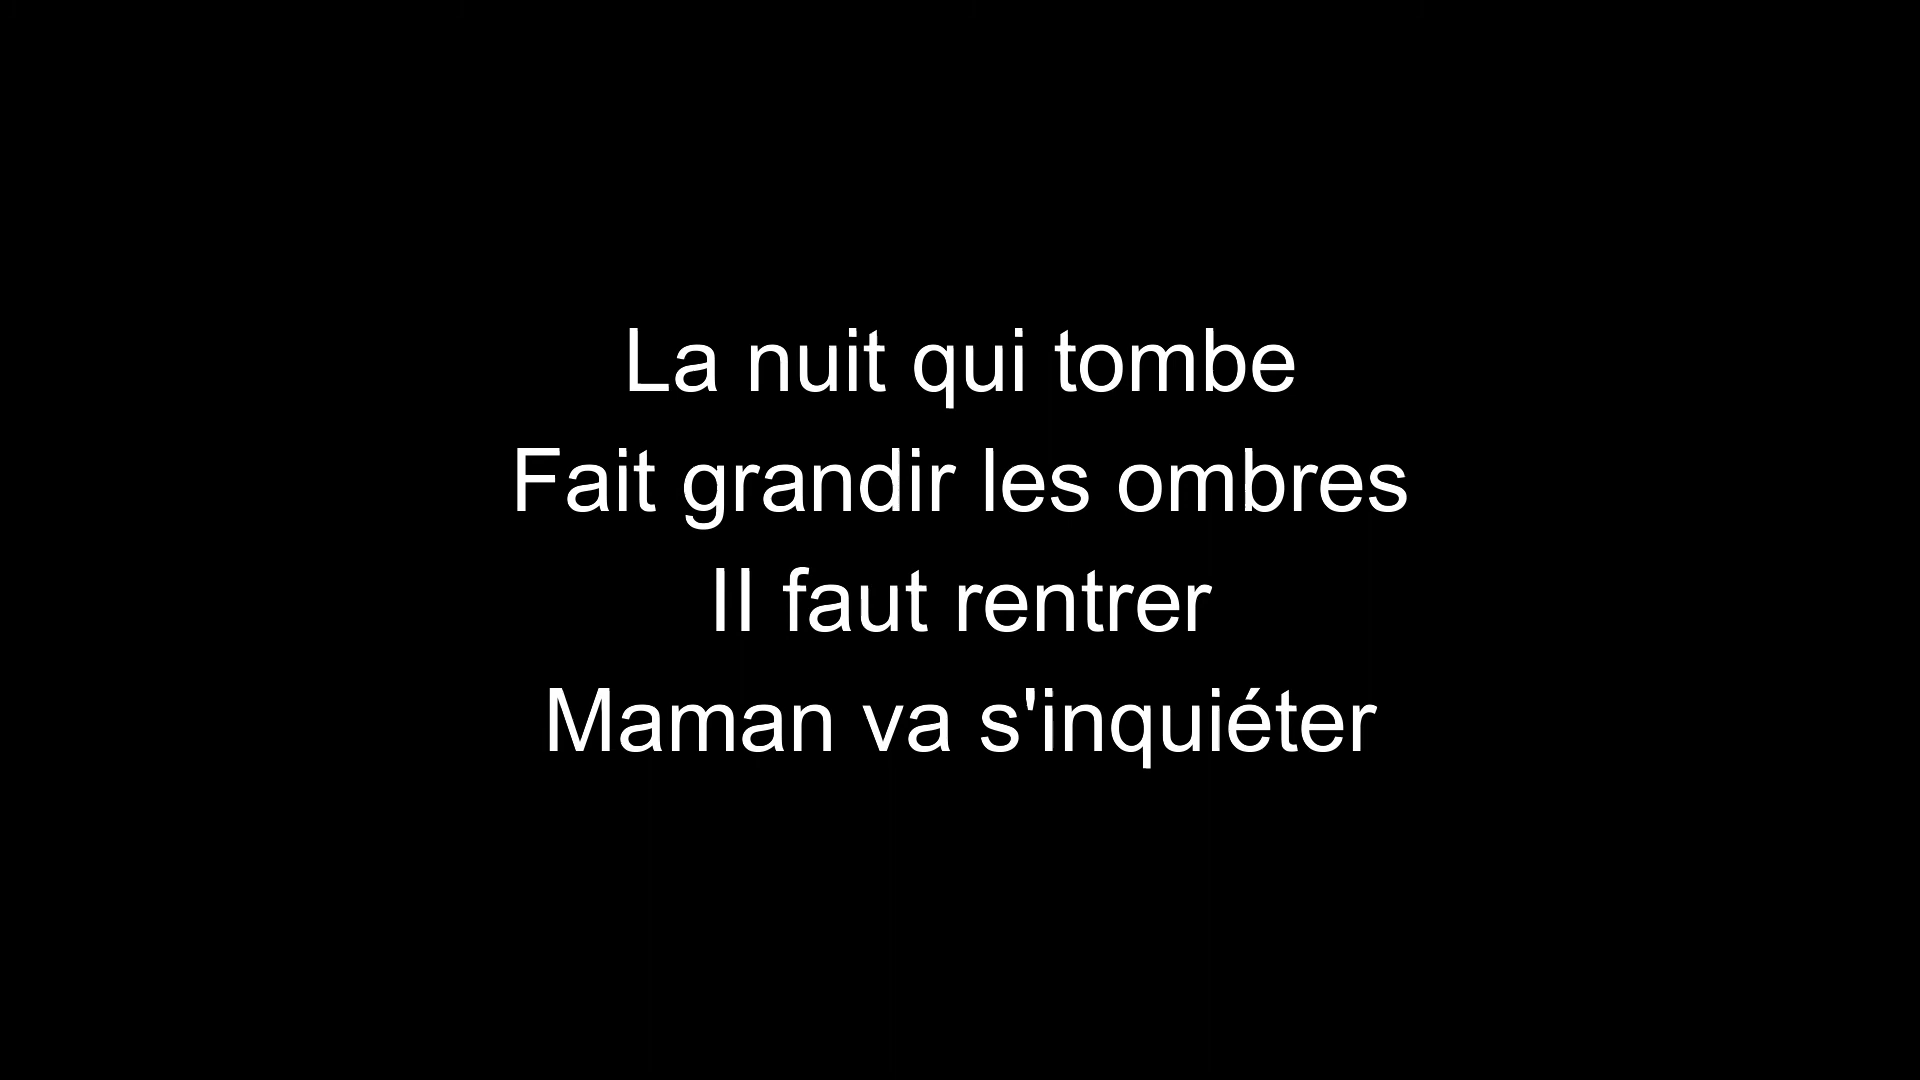 La nuit qui tombe
Fait grandir les ombres
Il faut rentrer
Maman va s'inquiéter